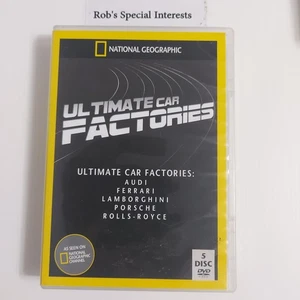 Rob's Special Interests
NATIONAL GEOGRAPHIC
ULTIMATE CAR
FACTORIES
ULTIMATE CAR FACTORIES:
AUDI
FERRARI
LAMBORGHINI
PORSCHE
ROLLS-ROYCE
AS SEEN ON
NATIONAL
GEOGRAPHIC
CHANNEL
5
DISC
DVD